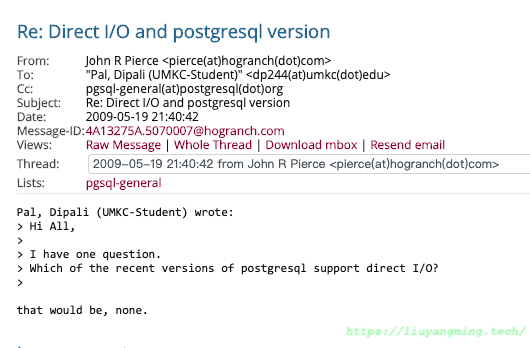 Re: Direct I/O and postgresql version
From: John R Pierce <pierce(at)hogranch(dot)com>
To: "Pal, Dipali (UMKC-Student)" <dp244(at)umkc(dot)edu>
Cc: pgsql-general(at)postgresql(dot)org
Subject: Re: Direct I/O and postgresql version
Date: 2009-05-19 21:40:42
Message-ID: 4A13275A.5070007@hogranch.com
Views: Raw Message | Whole Thread | Download mbox | Resend email
Thread: 2009-05-19 21:40:42 from John R Pierce <pierce(at)hogranch(dot)com>
Lists: pgsql-general
Pal, Dipali (UMKC-Student) wrote:
> Hi All,
>
> I have one question.
> Which of the recent versions of postgresql support direct I/O?
>
that would be, none.
https://liuyangming.tech/